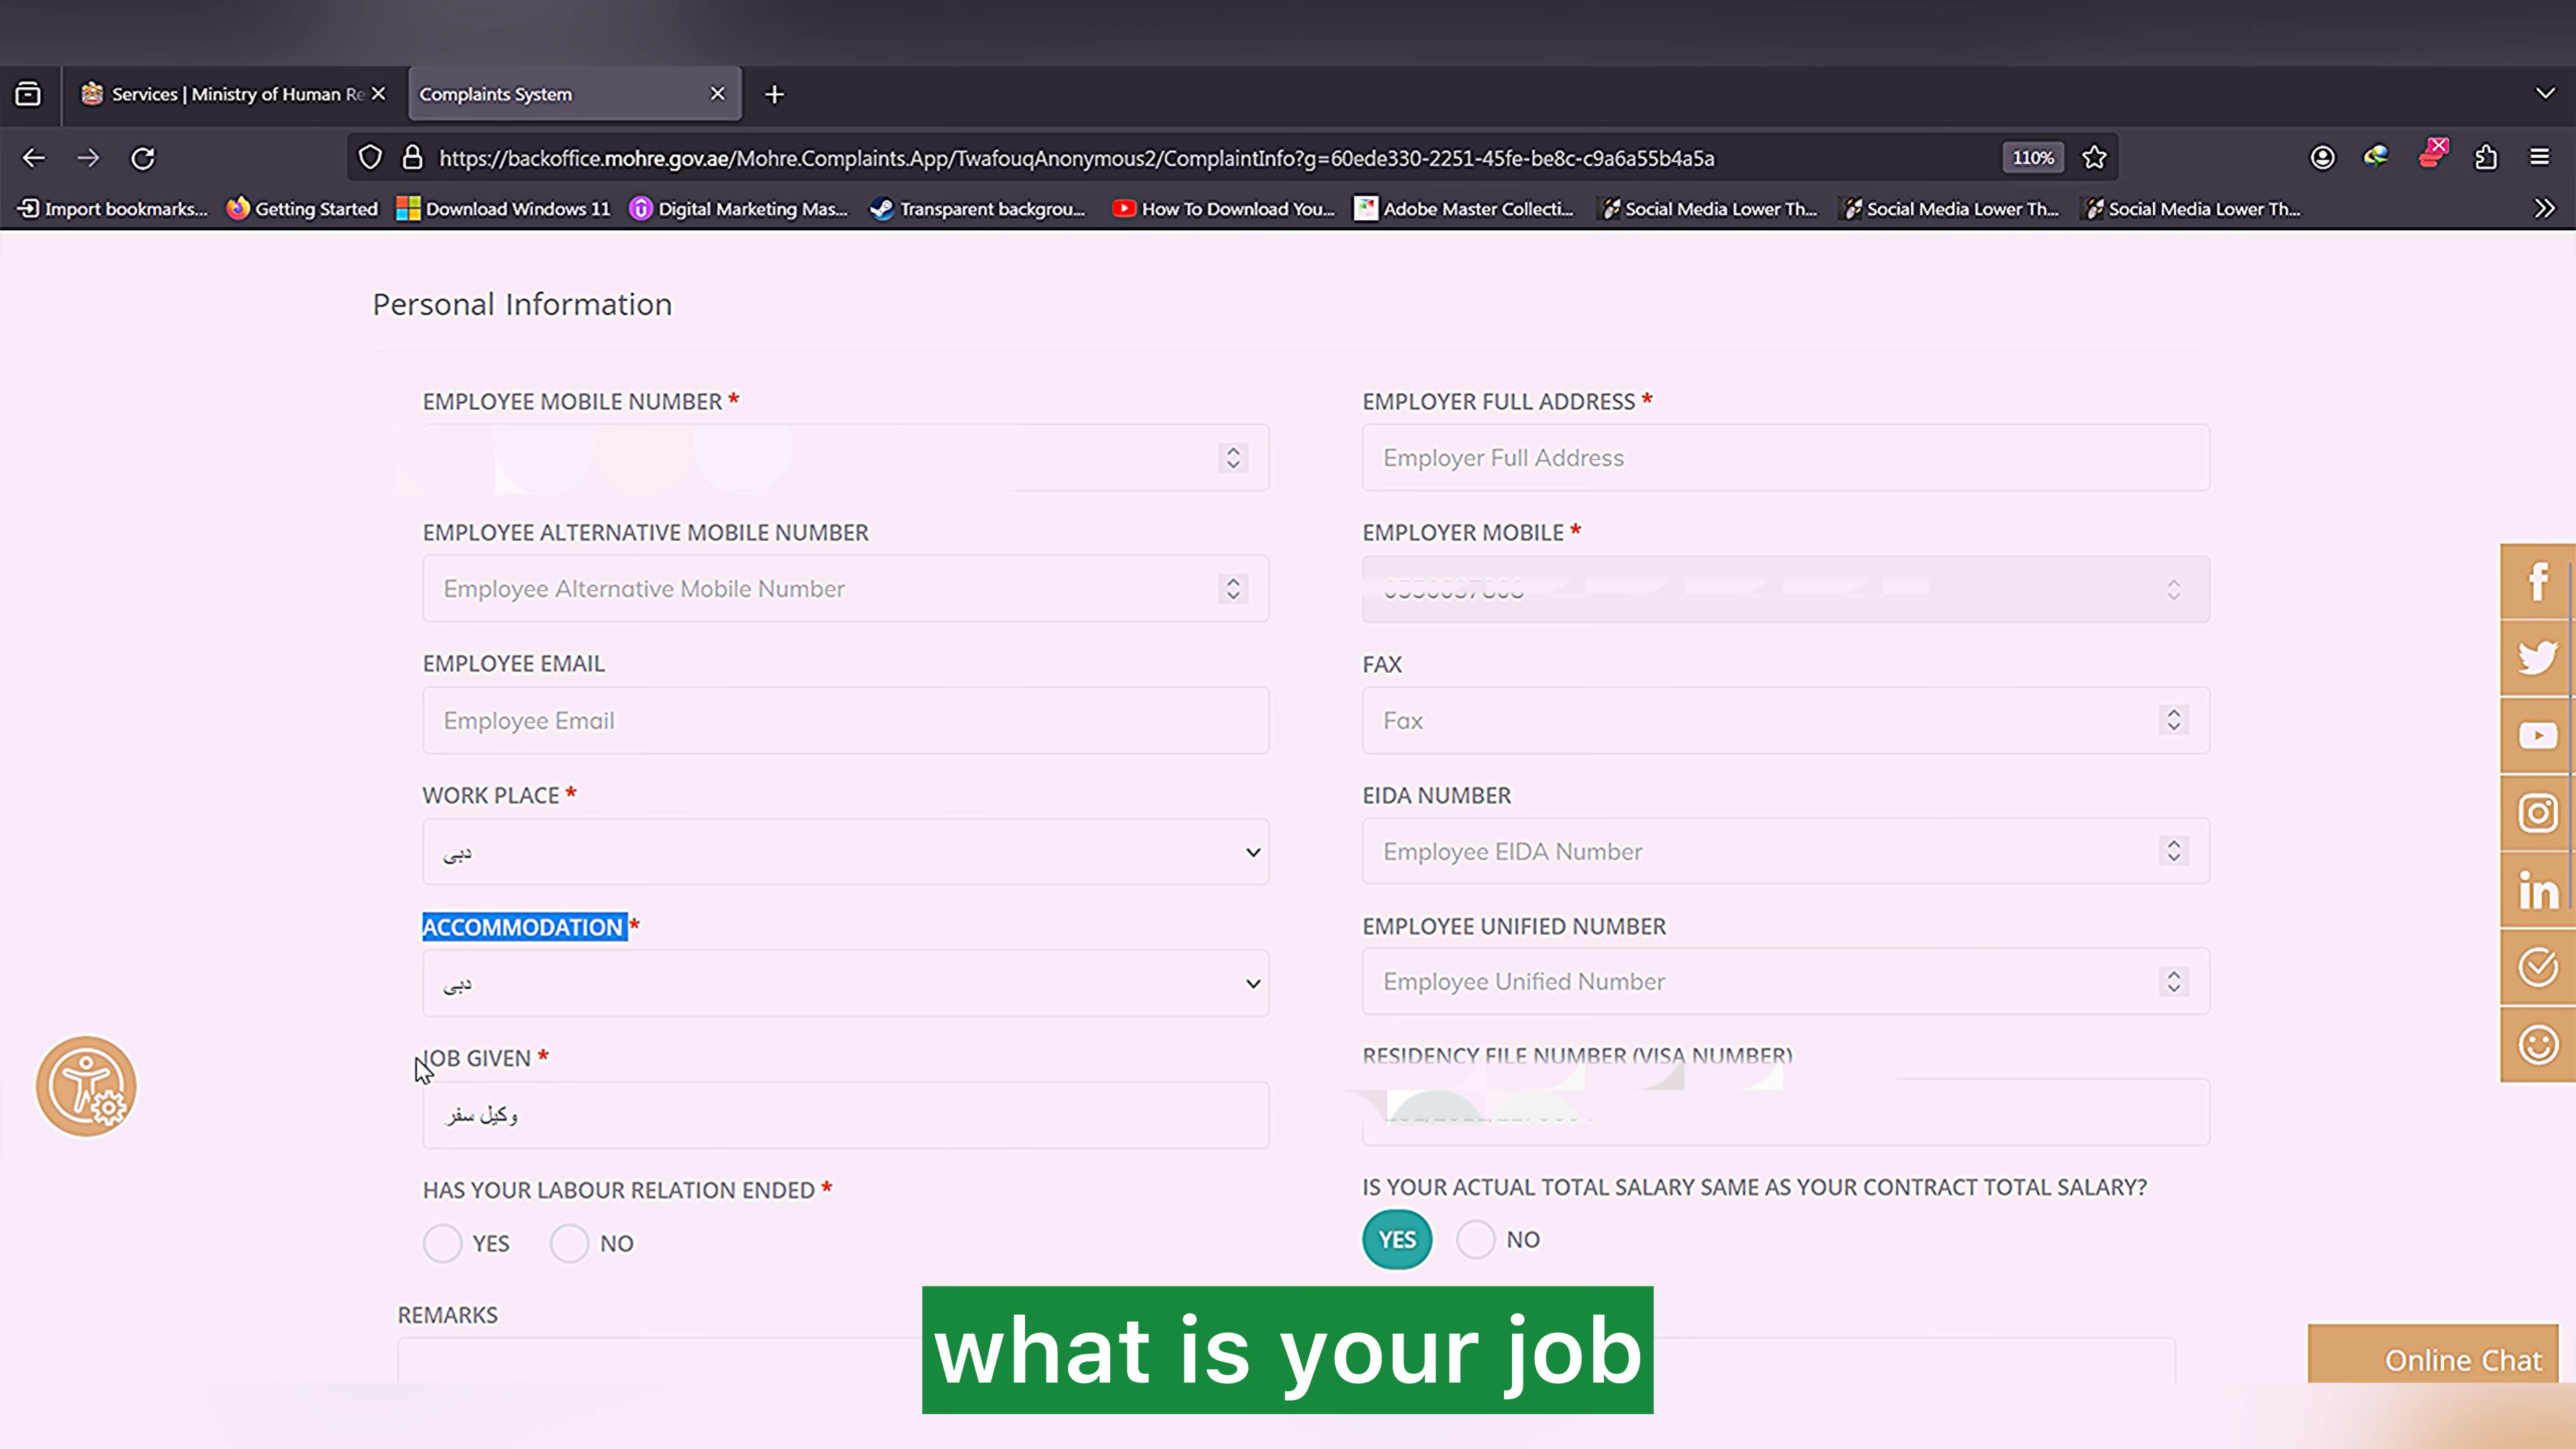 Services | Ministry of Human Re
Complaints System
https://backoffice.mohre.gov.ae/Mohre.Complaints.App/TwafouqAnonymous2/ComplaintInfo?g=60ede330-2251-45fe-be8c-c9a6a55b4a5a
110%
Import bookmarks...
Getting Started
Download Windows 11
Digital Marketing Mas...
Transparent backgrou...
How To Download You...
Adobe Master Collecti...
Social Media Lower Th...
Social Media Lower Th...
Social Media Lower Th...
Personal Information
EMPLOYEE MOBILE NUMBER *
EMPLOYER FULL ADDRESS *
Employer Full Address
EMPLOYEE ALTERNATIVE MOBILE NUMBER
Employee Alternative Mobile Number
EMPLOYER MOBILE *
EMPLOYEE EMAIL
Employee Email
FAX
Fax
WORK PLACE *
دبى
EIDA NUMBER
Employee EIDA Number
ACCOMMODATION *
دبى
EMPLOYEE UNIFIED NUMBER
Employee Unified Number
JOB GIVEN *
وكيل سفر
RESIDENCY FILE NUMBER (VISA NUMBER)
HAS YOUR LABOUR RELATION ENDED *
YES
NO
IS YOUR ACTUAL TOTAL SALARY SAME AS YOUR CONTRACT TOTAL SALARY?
YES
NO
REMARKS
what is your job
Online Chat